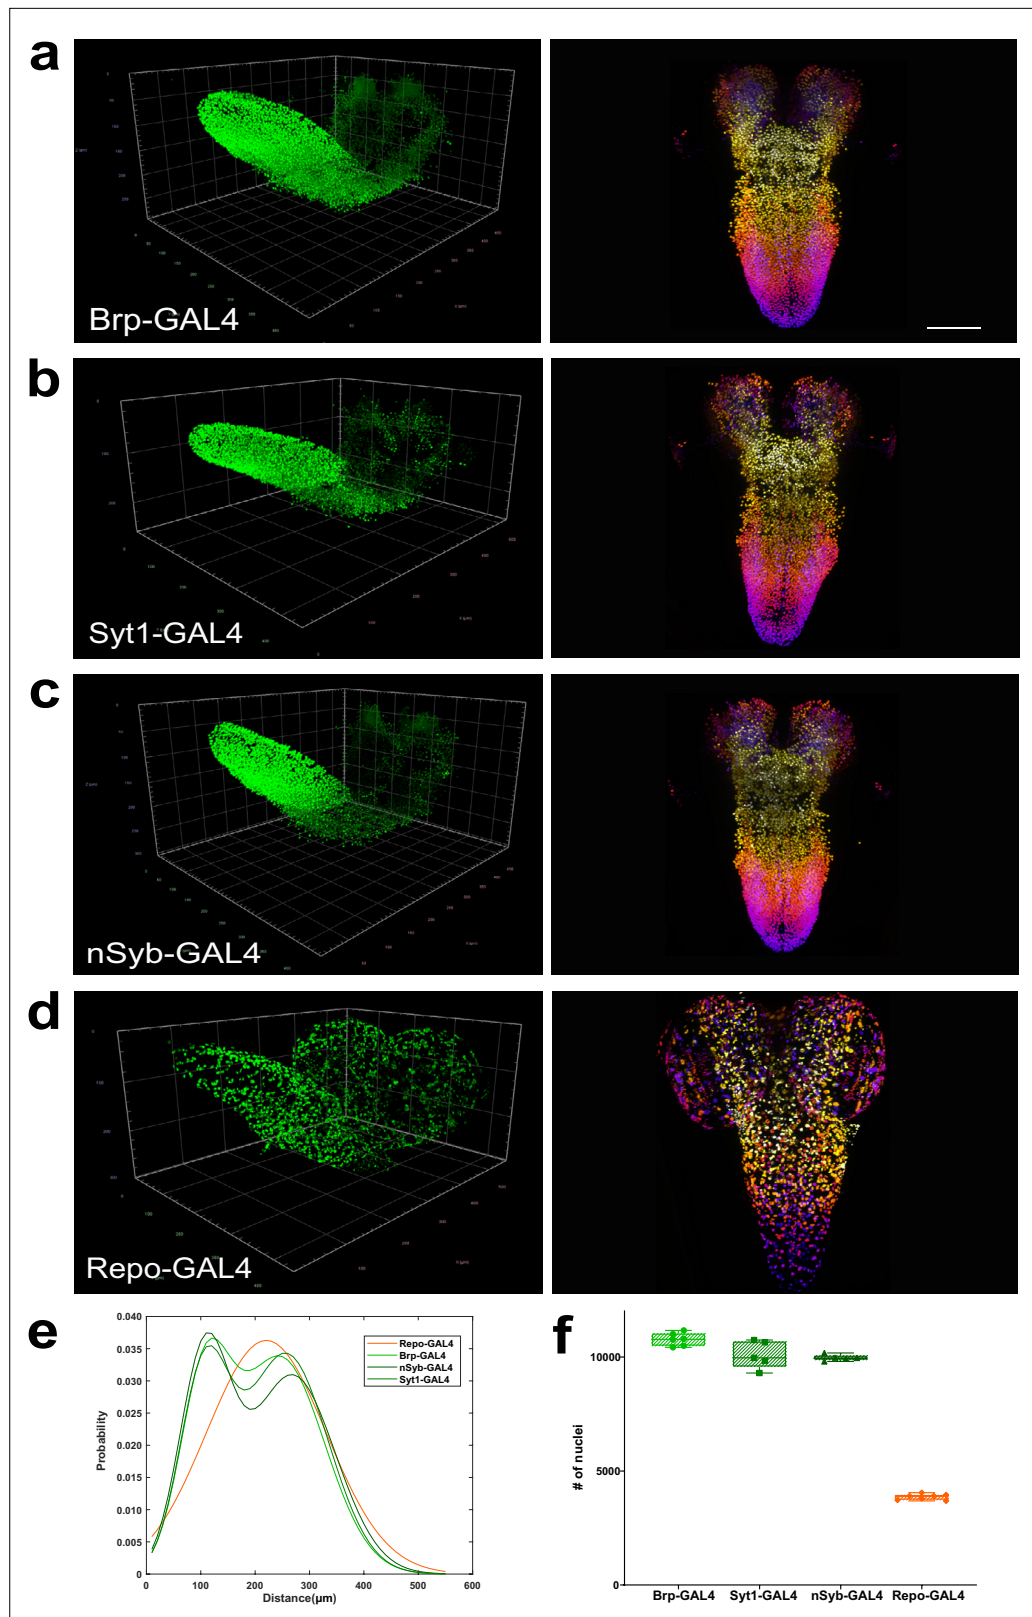 a
Brp-GAL4
b
Syt1-GAL4
c
nSyb-GAL4
d
Repo-GAL4
e
0.040
0.035
0.030
0.025
0.020
0.015
0.010
0.005
0
Probability
0
100
200
300
400
500
600
Distance(µm)
Repo-GAL4
Brp-GAL4
nSyb-GAL4
Syt1-GAL4
f
10000
5000
0
# of nuclei
Brp-GAL4
Syt1-GAL4
nSyb-GAL4
Repo-GAL4